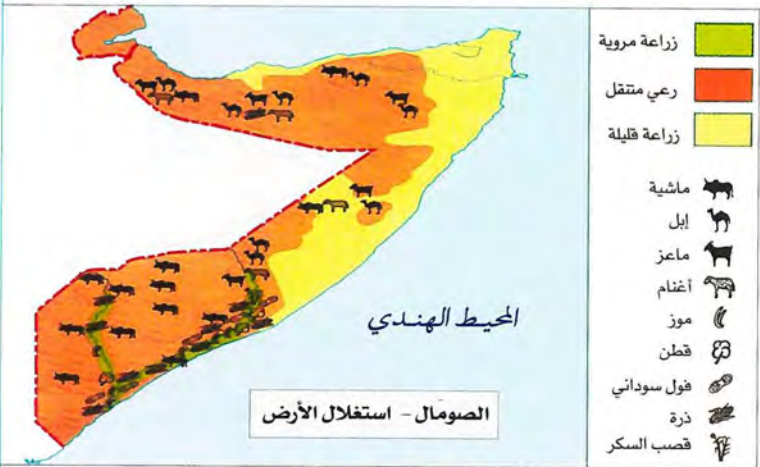 زراعة مروية
رعي متنقل
زراعة قليلة
ماشية
إبل
ماعز
أغنام
موز
قطن
فول سوداني
ذرة
قصب السكر
المحيط الهندي
الصومال - استغلال الأرض